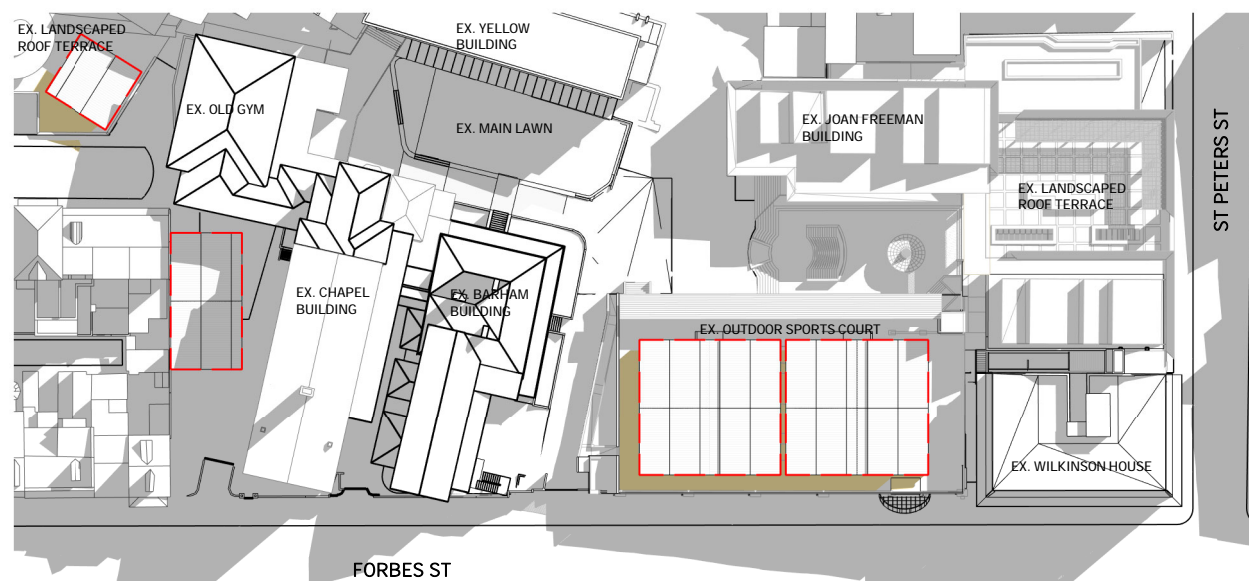 EX. LANDSCAPED
ROOF TERRACE
EX. YELLOW
BUILDING
EX. OLD GYM
EX. MAIN LAWN
EX. JOAN FREEMAN
BUILDING
EX. LANDSCAPED
ROOF TERRACE
ST PETERS ST
EX. CHAPEL
BUILDING
EX. BARHAM
BUILDING
EX. OUTDOOR SPORTS COURT
EX. WILKINSON HOUSE
FORBES ST